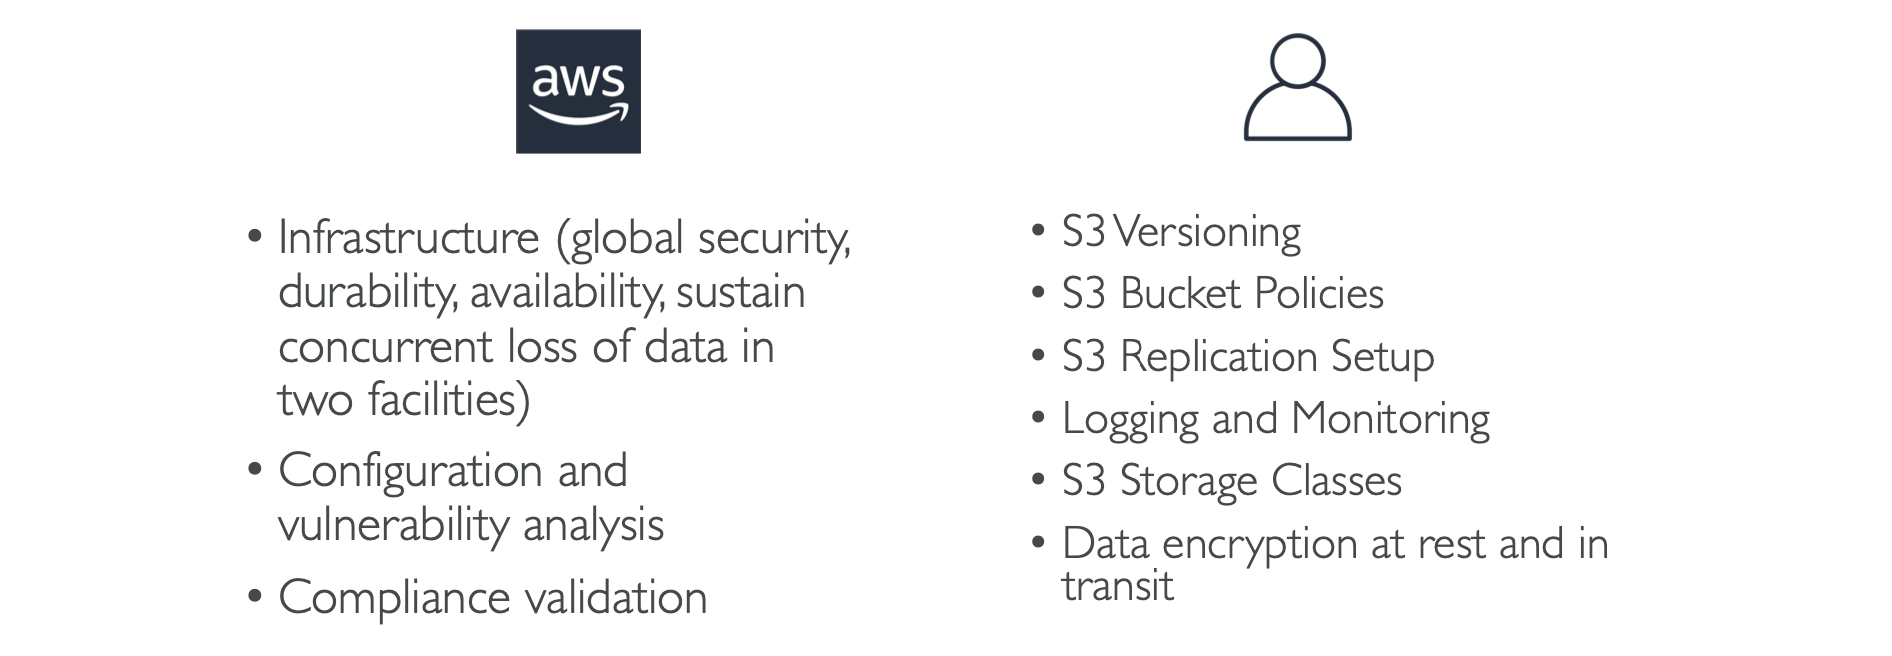 aws
• Infrastructure (global security,
durability, availability, sustain
concurrent loss of data in
two facilities)
• Configuration and
vulnerability analysis
• Compliance validation
• S3 Versioning
• S3 Bucket Policies
• S3 Replication Setup
• Logging and Monitoring
• S3 Storage Classes
• Data encryption at rest and in
transit